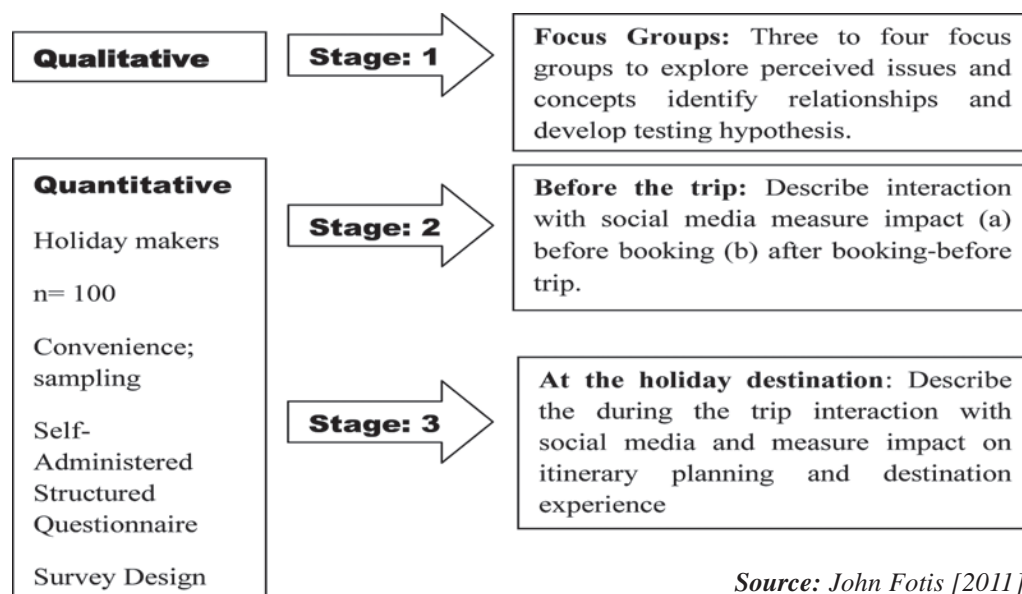 Qualitative
Stage: 1
Focus Groups: Three to four focus
groups to explore perceived issues and
concepts identify relationships and
develop testing hypothesis.
Quantitative
Holiday makers
n= 100
Convenience;
sampling
Self-
Administered
Structured
Questionnaire
Survey Design
Stage: 2
Before the trip: Describe interaction
with social media measure impact (a)
before booking (b) after booking-before
trip.
Stage: 3
At the holiday destination: Describe
the during the trip interaction with
social media and measure impact on
itinerary planning and destination
experience
Source: John Fotis [2011]